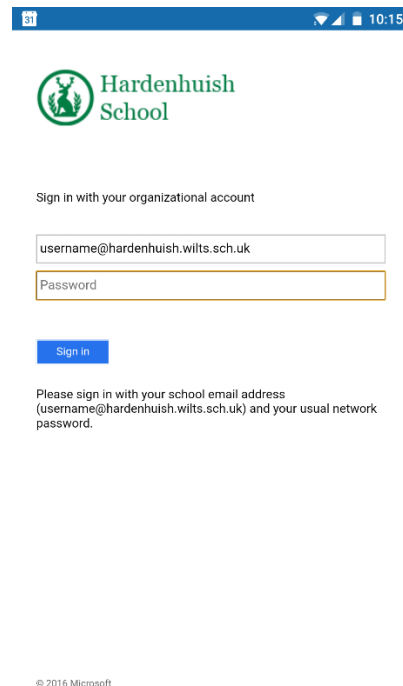 31
10:15
Hardenhuish
School
Sign in with your organizational account
username@hardenhuish.wilts.sch.uk
Password
Sign in
Please sign in with your school email address
(username@hardenhuish.wilts.sch.uk) and your usual network
password.
© 2016 Microsoft